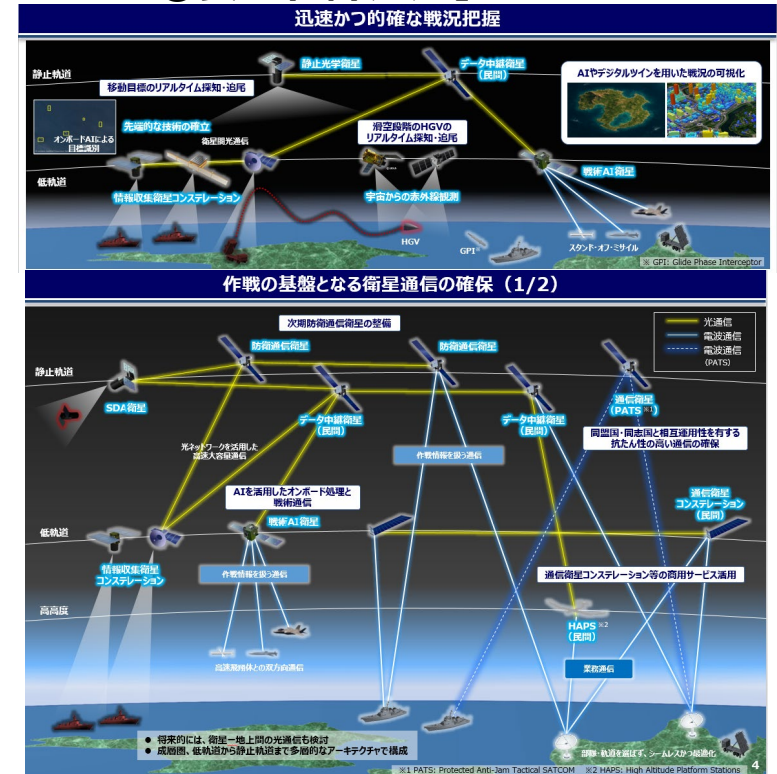 迅速かつ的確な戦況把握
静止軌道
静止光学衛星
データ中継衛星
(民間)
移動目標のリアルタイム探知・追尾
AIやデジタルツインを用いた戦況の可視化
先端的な技術の確立
オンボードAIによる
目標識別
衛星間光通信
滑空段階のHGVの
リアルタイム探知・追尾
低軌道
情報収集衛星コンステレーション
宇宙からの赤外線観測
戦術AI衛星
HGV
GPI
スタンド・オフ・ミサイル
※ GPI: Glide Phase Interceptor
作戦の基盤となる衛星通信の確保（1/2）
次期防衛通信衛星の整備
光通信
電波通信
電波通信
(PATS)
防衛通信衛星
防衛通信衛星
静止軌道
SDA衛星
データ中継衛星
(民間)
データ中継衛星
(民間)
通信衛星
(PATS ※1)
光ネットワークを活用した
高速大容量通信
同盟国・同志国と相互運用性を有する
抗たん性の高い通信の確保
作戦情報を扱う通信
AIを活用したオンボード処理と
戦術通信
通信衛星
コンステレーション
(民間)
低軌道
戦術AI衛星
情報収集衛星
コンステレーション
作戦情報を扱う通信
通信衛星コンステレーション等の商用サービス活用
高高度
HAPS ※2
(民間)
高速飛翔体との双方向通信
業務通信
● 将来的には、衛星ー地上間の光通信も検討
● 成層圏、低軌道から静止軌道まで多層的なアーキテクチャで構成
・軌道を選ばず、シームレスかつ最適化
4
※1 PATS: Protected Anti-Jam Tactical SATCOM ※2 HAPS: High Altitude Platform Stations